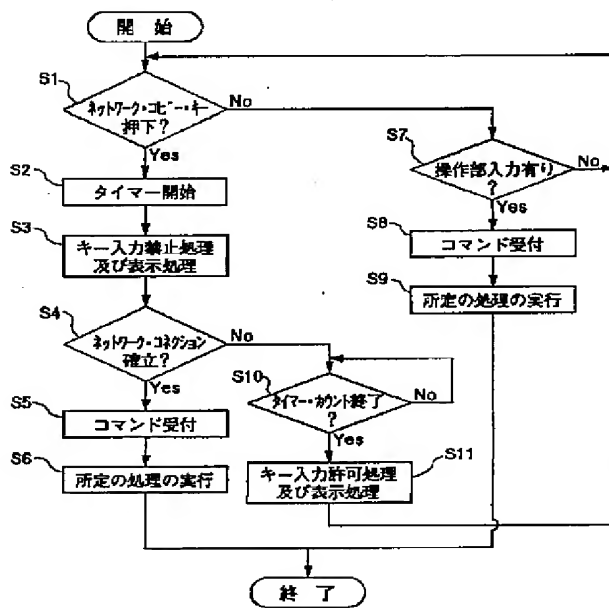 開 始
S1
ネットワーク・コピー・キー
押下?
No
Yes
S2
タイマー開始
S3
キー入力禁止処理
及び表示処理
S4
ネットワーク・コネクション
確立?
No
Yes
S5
コマンド受付
S6
所定の処理の実行
S7
操作部入力有り
?
No
Yes
S8
コマンド受付
S9
所定の処理の実行
S10
タイマー・カウント終了
?
No
Yes
S11
キー入力許可処理
及び表示処理
終 了